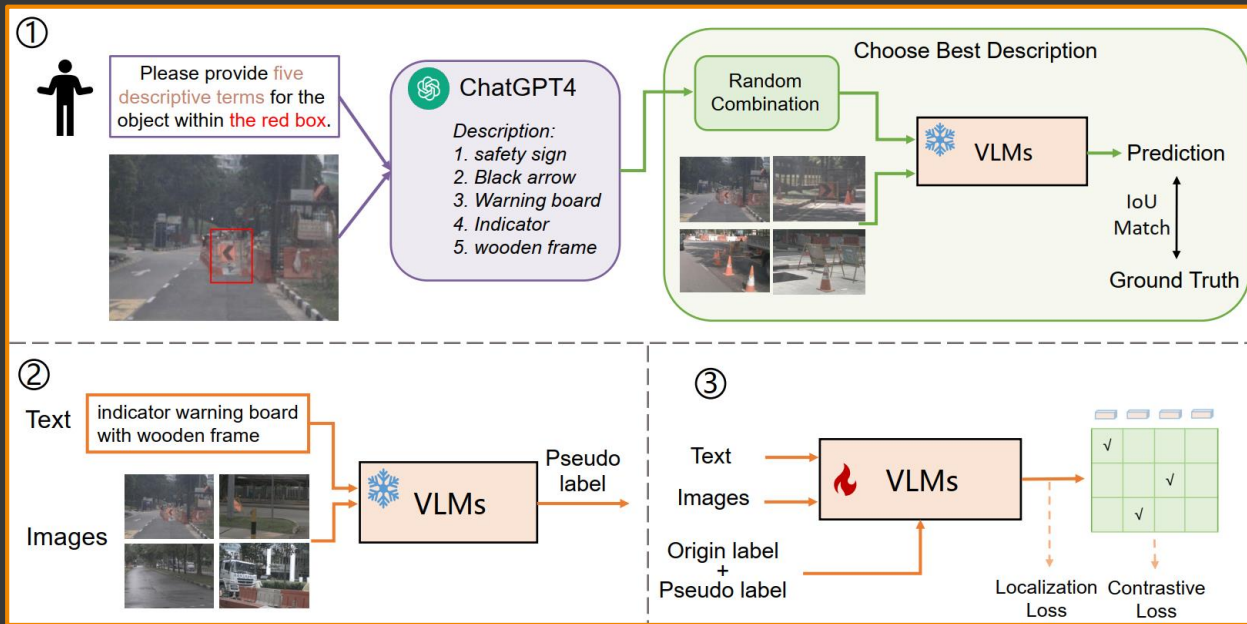 ①
Please provide five
descriptive terms for the
object within the red box.
ChatGPT4
Description:
1. safety sign
2. Black arrow
3. Warning board
4. Indicator
5. wooden frame
Choose Best Description
Random
Combination
VLMs
Prediction
IoU
Match
Ground Truth
②
Text
indicator warning board
with wooden frame
Images
VLMs
Pseudo
label
③
Text
Images
VLMs
Origin label
+
Pseudo label
√
√
√
Localization
Loss
Contrastive
Loss